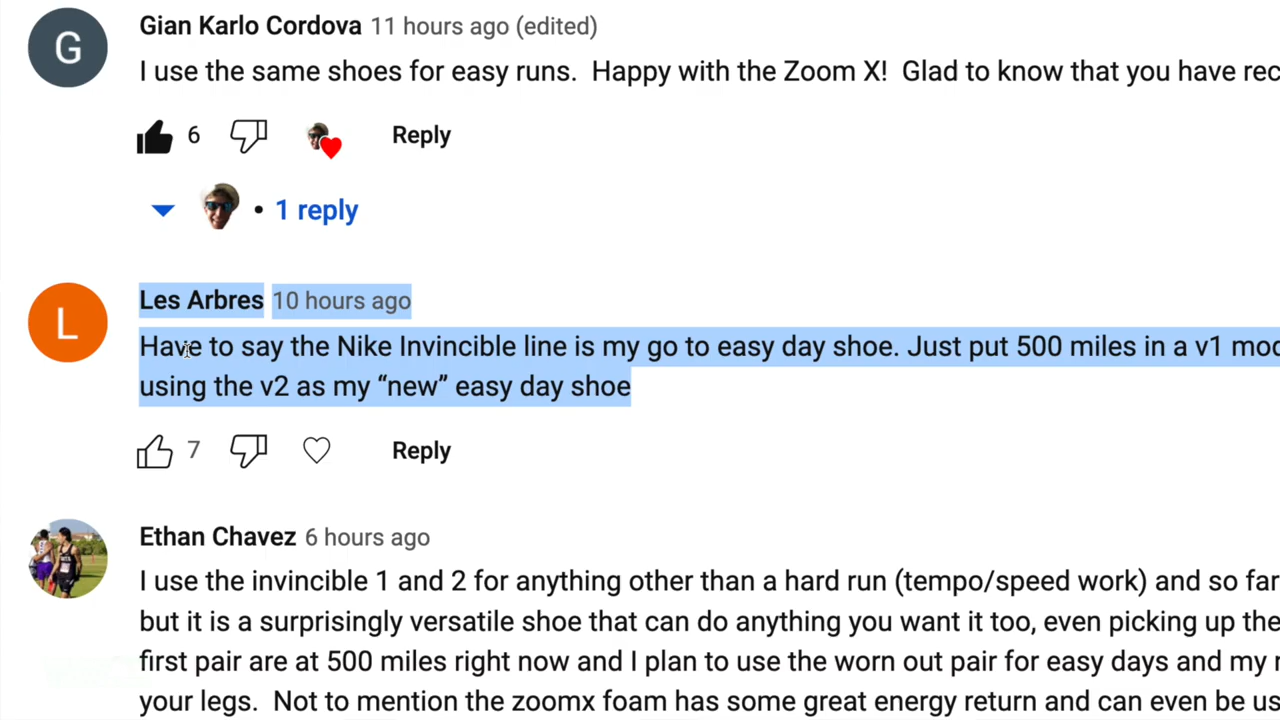 G
Gian Karlo Cordova 11 hours ago (edited)
I use the same shoes for easy runs.  Happy with the Zoom X!  Glad to know that you have rec
6 Reply
• 1 reply
L
Les Arbres 10 hours ago
Have to say the Nike Invincible line is my go to easy day shoe. Just put 500 miles in a v1 mod
using the v2 as my “new” easy day shoe
7 Reply
Ethan Chavez 6 hours ago
I use the invincible 1 and 2 for anything other than a hard run (tempo/speed work) and so far
but it is a surprisingly versatile shoe that can do anything you want it too, even picking up the
first pair are at 500 miles right now and I plan to use the worn out pair for easy days and my
your legs.  Not to mention the zoomx foam has some great energy return and can even be us